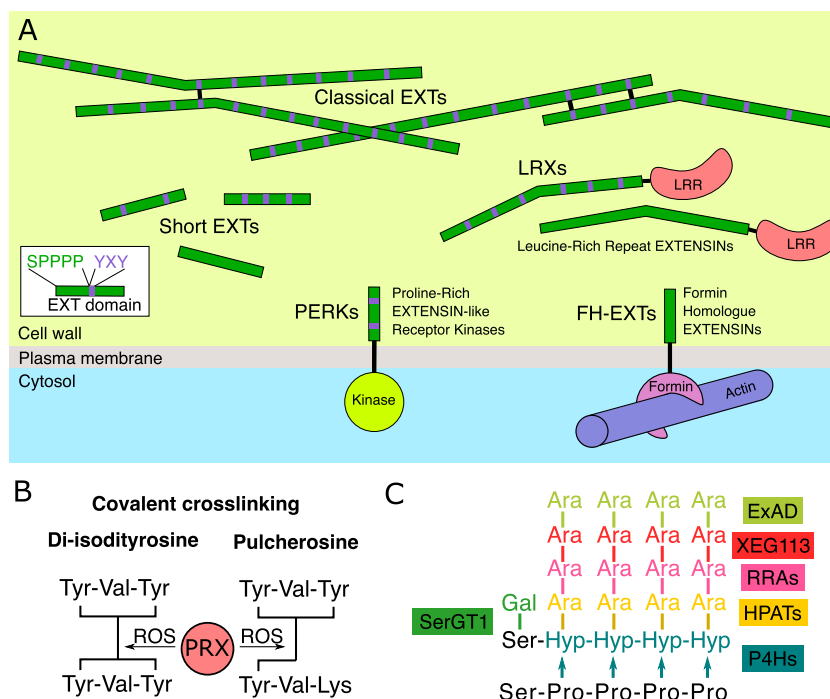 A
Classical EXTs
LRXs
LRR
Short EXTs
Leucine-Rich Repeat EXTENSINs
LRR
SPPPP YXY
EXT domain
PERKs
Proline-Rich
EXTENSIN-like
Receptor Kinases
FH-EXTs
Formin
Homologue
EXTENSINs
Cell wall
Plasma membrane
Cytosol
Kinase
Formin
Actin
B
Covalent crosslinking
Di-isodityrosine
Pulcherosine
Tyr-Val-Tyr
Tyr-Val-Tyr
ROS
PRX
ROS
Tyr-Val-Tyr
Tyr-Val-Lys
C
Ara Ara Ara Ara ExAD
Ara Ara Ara Ara XEG113
Ara Ara Ara Ara RRAs
Gal Ara Ara Ara Ara HPATs
SerGT1
Ser-Hyp-Hyp-Hyp-Hyp
P4Hs
Ser-Pro-Pro-Pro-Pro